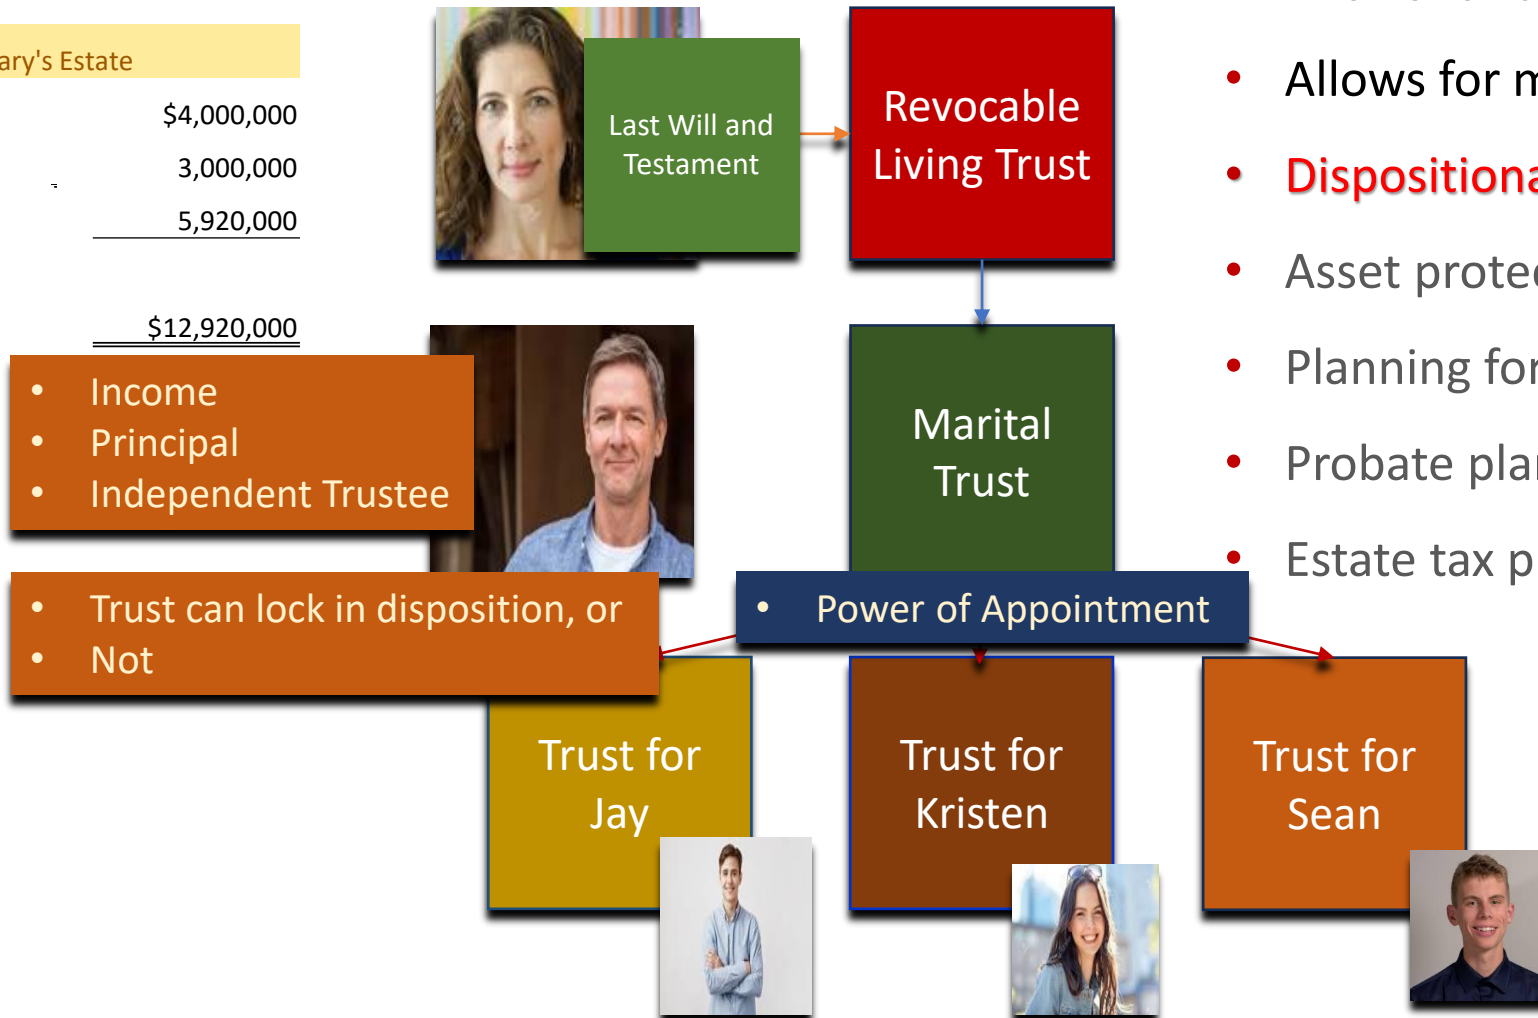 ary's Estate
$4,000,000
3,000,000
5,920,000
$12,920,000
Last Will and
Testament
Revocable
Living Trust
• Allows for m
• Dispositiona
• Asset protec
• Planning for
• Probate plan
• Estate tax p
• Income
• Principal
• Independent Trustee
Marital
Trust
• Trust can lock in disposition, or
• Not
• Power of Appointment
Trust for
Jay
Trust for
Kristen
Trust for
Sean